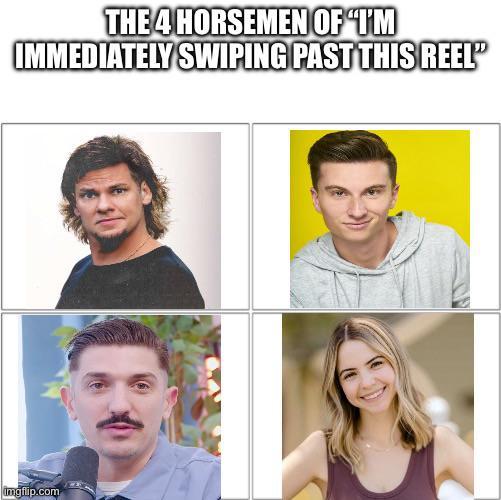 THE 4 HORSEMEN OF “I’M
IMMEDIATELY SWIPING PAST THIS REEL”
imgflip.com